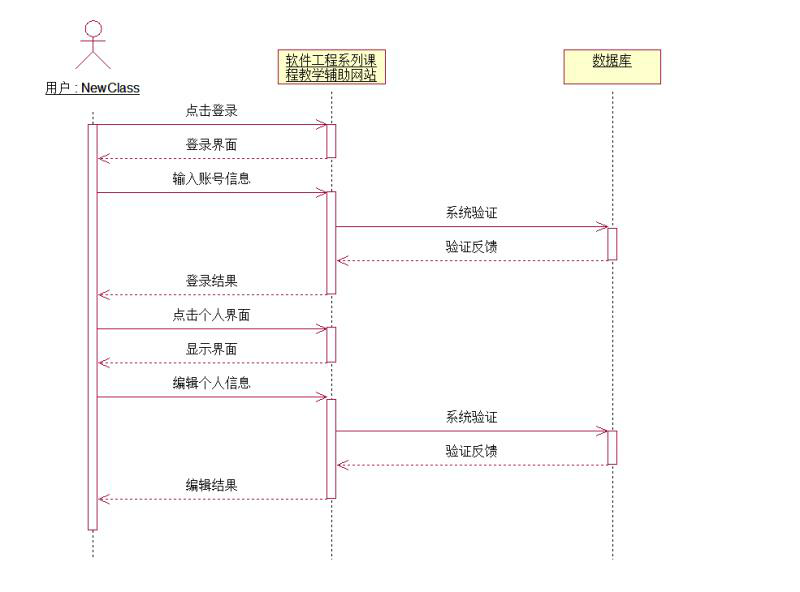 软件工程系列课
程教学辅助网站
数据库
用户 : NewClass
点击登录
登录界面
输入账号信息
系统验证
验证反馈
登录结果
点击个人界面
显示界面
编辑个人信息
系统验证
验证反馈
编辑结果